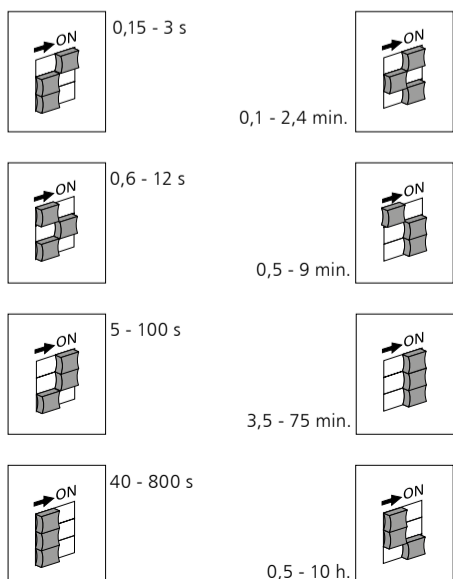 ON
0,15 - 3 s
ON
0,1 - 2,4 min.
ON
0,6 - 12 s
ON
0,5 - 9 min.
ON
5 - 100 s
ON
3,5 - 75 min.
ON
40 - 800 s
ON
0,5 - 10 h.